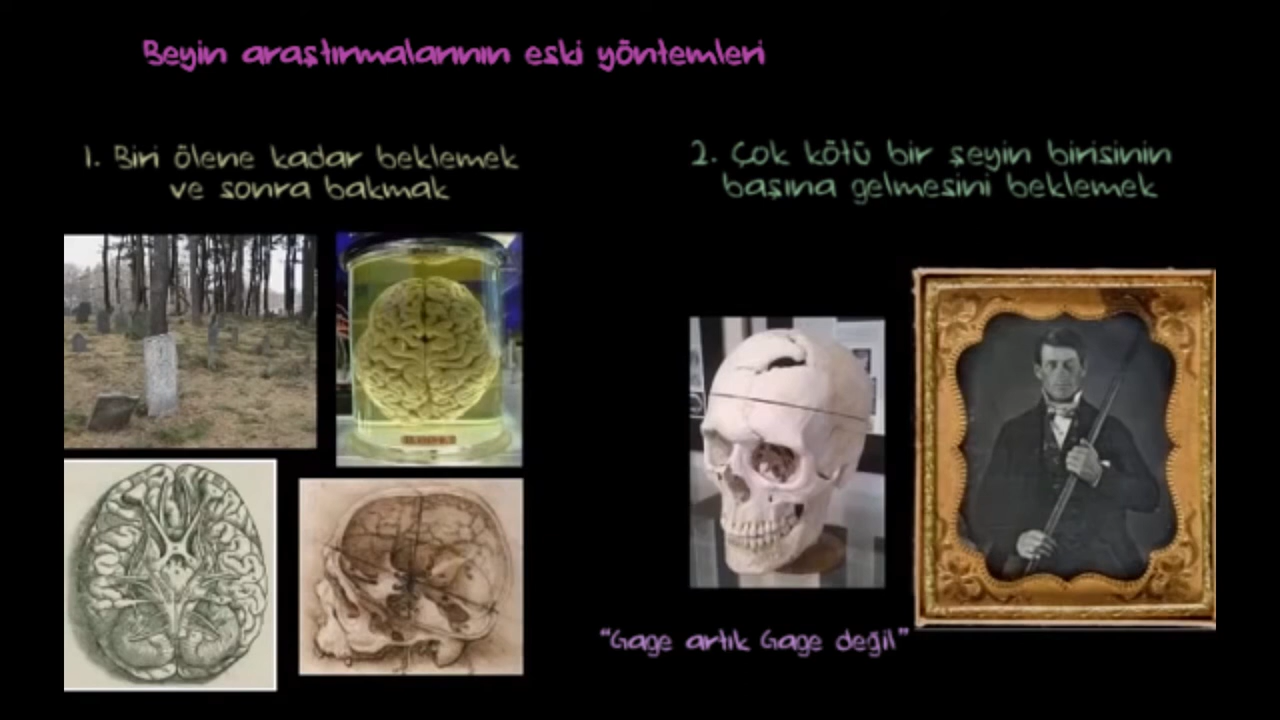 Beyin araştırmalarının eski yöntemleri
1. Biri ölene kadar beklemek
ve sonra bakmak
2. Çok kötü bir şeyin birisinin
başına gelmesini beklemek
"Gage artık Gage değil"